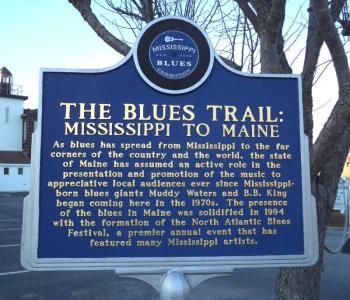 MISSISSIPPI
BLUES
COMMISSION
THE BLUES TRAIL:
MISSISSIPPI TO MAINE
As blues has spread from Mississippi to the far
corners of the country and the world, the state
of Maine has assumed an active role in the
presentation and promotion of the music to
appreciative local audiences ever since Mississippi-
born blues giants Muddy Waters and B.B. King
began coming here in the 1970s. The presence
of the blues in Maine was solidified in 1994
with the formation of the North Atlantic Blues
Festival, a premier annual event that has
featured many Mississippi artists.